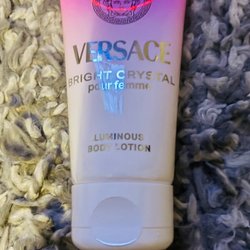 VERSACE
BRIGHT CRYSTAL
pour femme
LUMINOUS
BODY LOTION